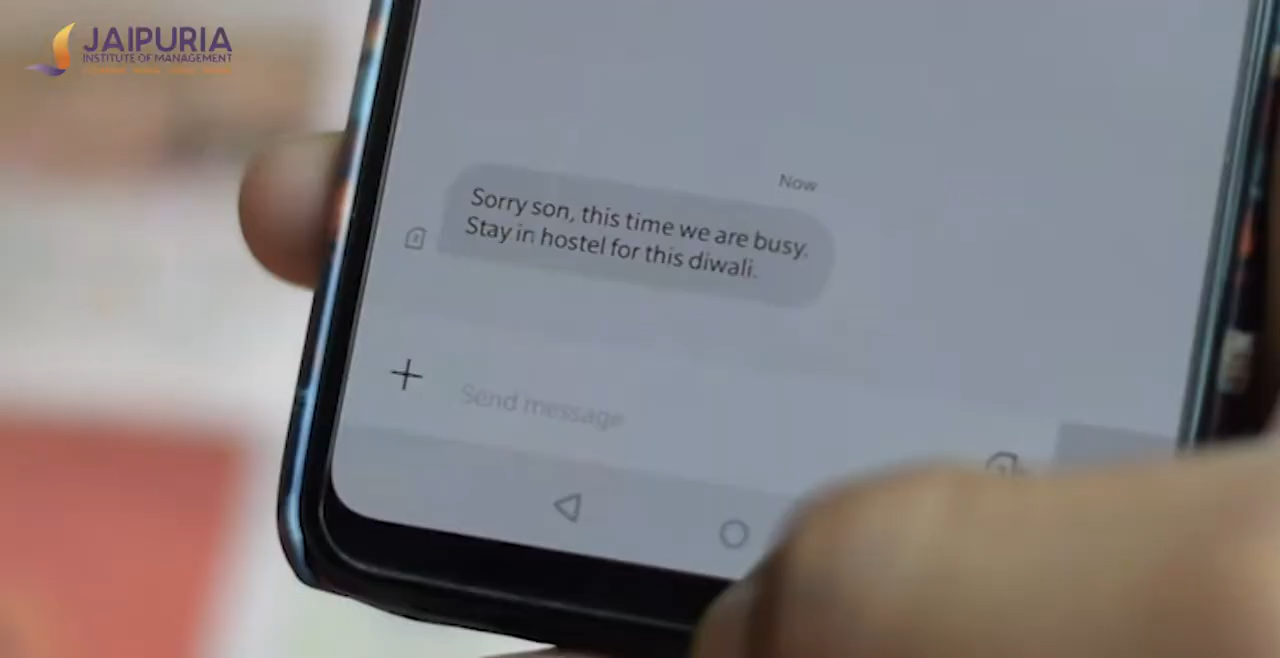 JAIPURIA
INSTITUTE OF MANAGEMENT
Now
Sorry son, this time we are busy.
Stay in hostel for this diwali.
Send message